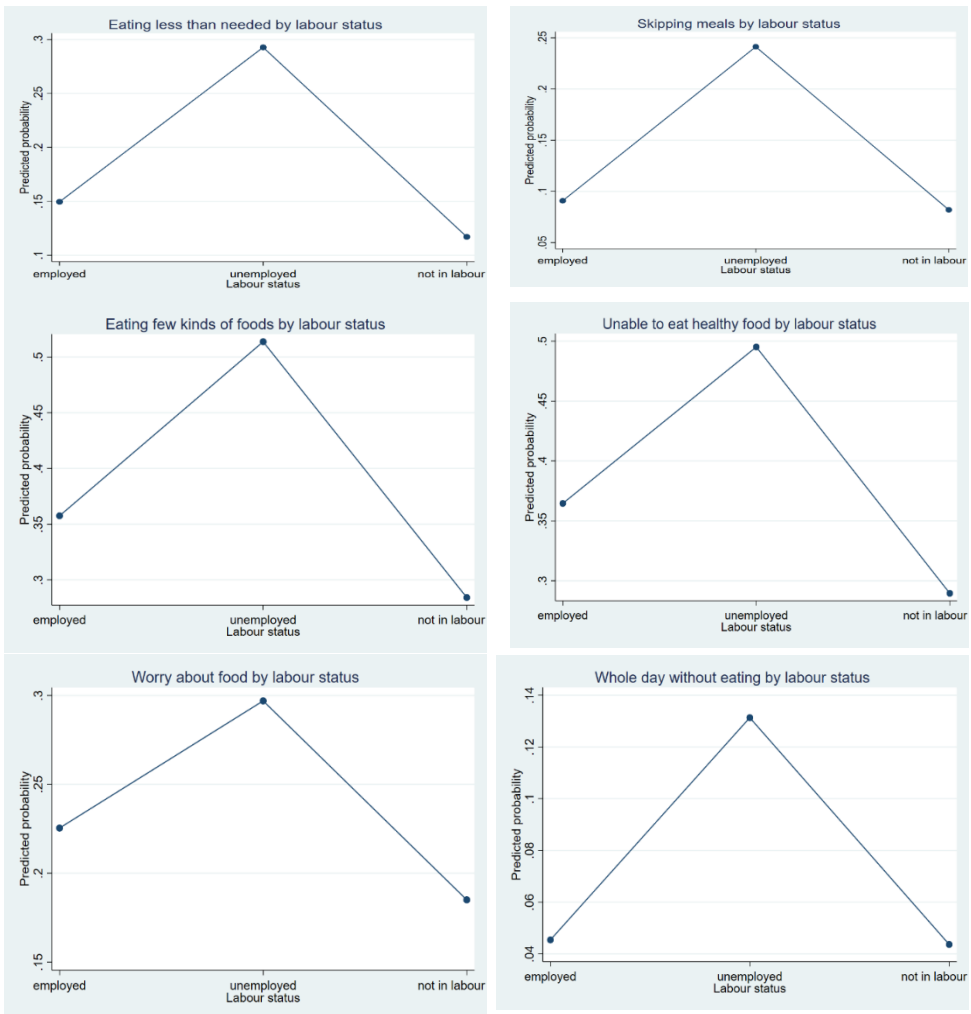 Eating less than needed by labour status
Predicted probability
.3
.25
.2
.15
.1
employed
unemployed
not in labour
Labour status
Skipping meals by labour status
Predicted probability
.25
.2
.15
.1
.05
employed
unemployed
not in labour
Labour status
Eating few kinds of foods by labour status
Predicted probability
.5
.45
.4
.35
.3
employed
unemployed
not in labour
Labour status
Unable to eat healthy food by labour status
Predicted probability
.5
.45
.4
.35
.3
employed
unemployed
not in labour
Labour status
Worry about food by labour status
Predicted probability
.3
.25
.2
.15
employed
unemployed
not in labour
Labour status
Whole day without eating by labour status
Predicted probability
.14
.12
.1
.08
.06
.04
employed
unemployed
not in labour
Labour status